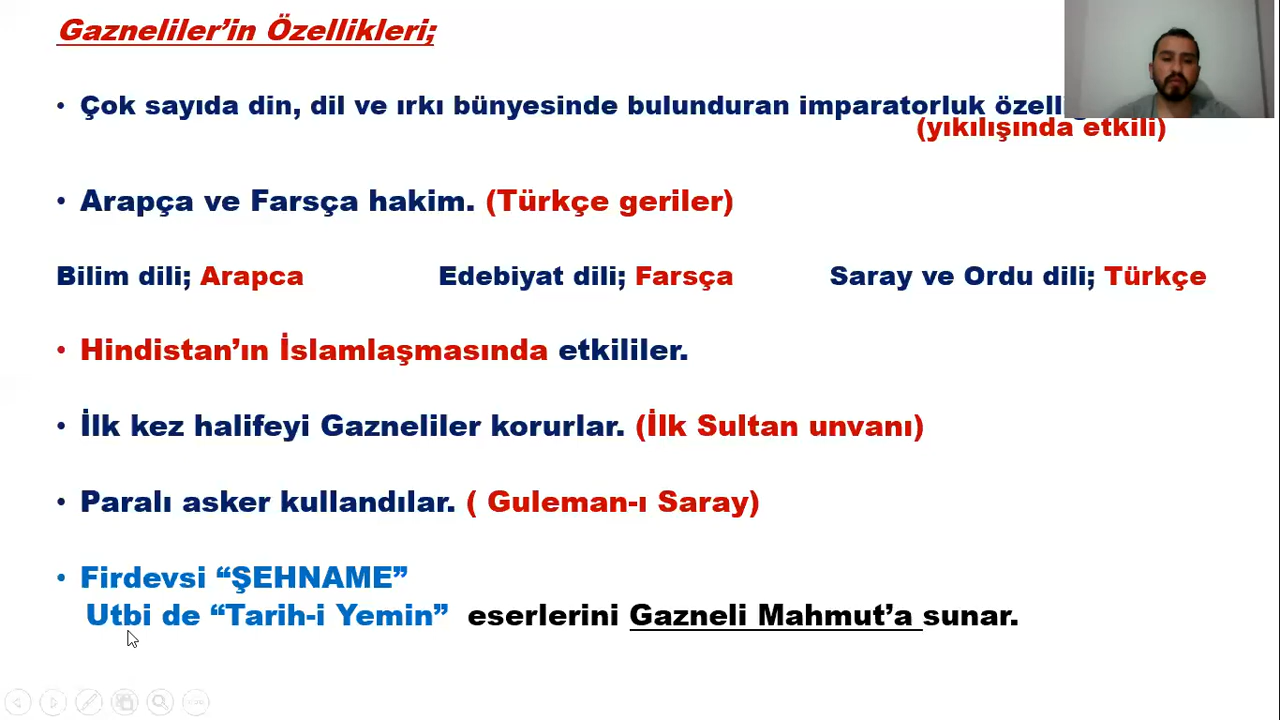 Gazneliler’in Özellikleri;
• Çok sayıda din, dil ve ırkı bünyesinde bulunduran imparatorluk
(yıkılışında etkili)
• Arapça ve Farsça hakim. (Türkçe geriler)
Bilim dili; Arapca Edebiyat dili; Farsça Saray ve Ordu dili; Türkçe
• Hindistan’ın İslamlaşmasında etkililer.
• İlk kez halifeyi Gazneliler korurlar. (İlk Sultan unvanı)
• Paralı asker kullandılar. ( Guleman-ı Saray)
• Firdevsi “ŞEHNAME”
Utbi de “Tarih-i Yemin” eserlerini Gazneli Mahmut’a sunar.